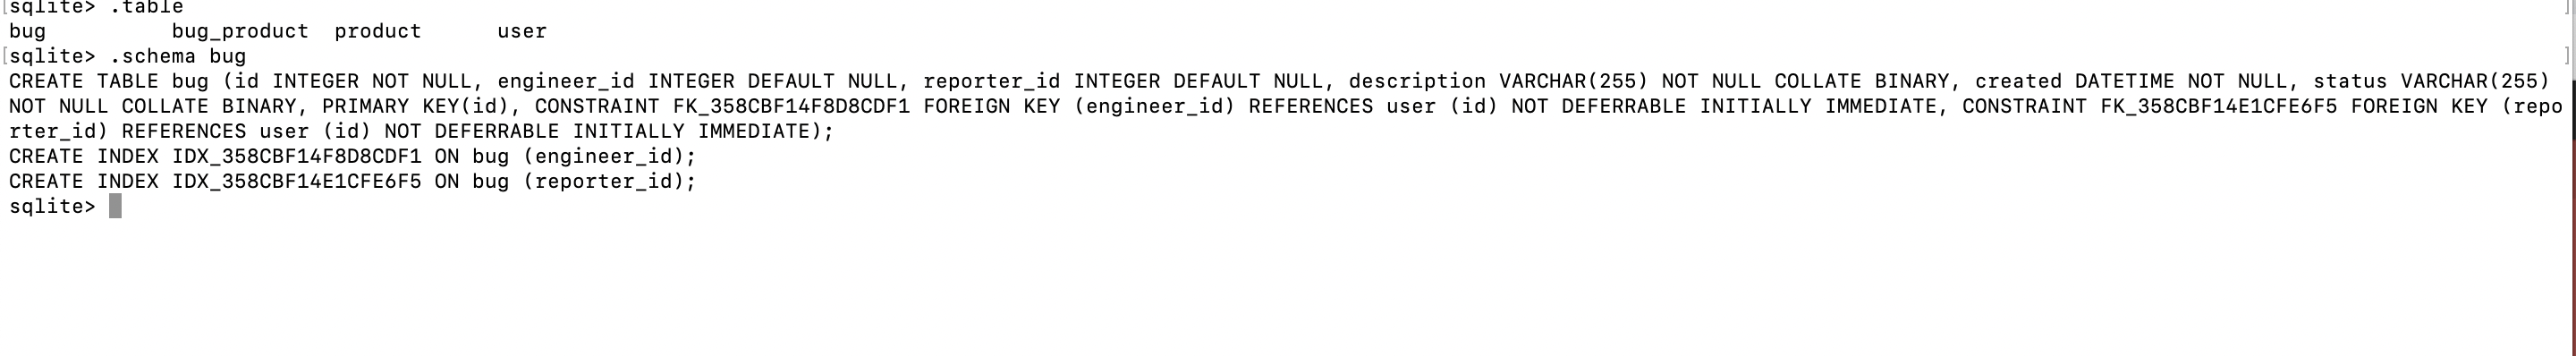 [sqlite> .table ]
bug          bug_product  product      user
[sqlite> .schema bug ]
CREATE TABLE bug (id INTEGER NOT NULL, engineer_id INTEGER DEFAULT NULL, reporter_id INTEGER DEFAULT NULL, description VARCHAR(255) NOT NULL COLLATE BINARY, created DATETIME NOT NULL, status VARCHAR(255)
NOT NULL COLLATE BINARY, PRIMARY KEY(id), CONSTRAINT FK_358CBF14F8D8CDF1 FOREIGN KEY (engineer_id) REFERENCES user (id) NOT DEFERRABLE INITIALLY IMMEDIATE, CONSTRAINT FK_358CBF14E1CFE6F5 FOREIGN KEY (repo
rter_id) REFERENCES user (id) NOT DEFERRABLE INITIALLY IMMEDIATE);
CREATE INDEX IDX_358CBF14F8D8CDF1 ON bug (engineer_id);
CREATE INDEX IDX_358CBF14E1CFE6F5 ON bug (reporter_id);
sqlite>